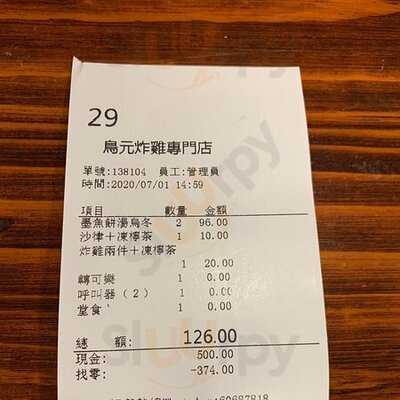 29
鳥元炸雞專門店
單號:138104 員工:管理員
時間:2020/07/01 14:59
項目 數量 金額
墨魚餅湯烏冬 2 96.00
沙律+凍檸茶 1 10.00
炸雞兩件+凍檸茶
1 20.00
轉可樂 1 0.00
呼叫器(2) 1 0.00
堂食 1 0.00
總 額: 126.00
現金: 500.00
找零: -374.00